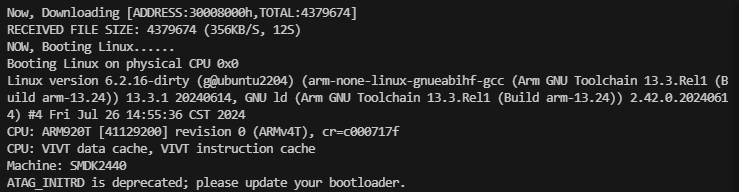 Now, Downloading [ADDRESS:30008000h,TOTAL:4379674]
RECEIVED FILE SIZE: 4379674 (356KB/S, 12S)
NOW, Booting Linux......
Booting Linux on physical CPU 0x0
Linux version 6.2.16-dirty (g@ubuntu2204) (arm-none-linux-gnueabihf-gcc (Arm GNU Toolchain 13.3.Rel1 (B
uild arm-13.24)) 13.3.1 20240614, GNU ld (Arm GNU Toolchain 13.3.Rel1 (Build arm-13.24)) 2.42.0.2024061
4) #4 Fri Jul 26 14:55:36 CST 2024
CPU: ARM920T [41129200] revision 0 (ARMv4T), cr=c000717f
CPU: VIVT data cache, VIVT instruction cache
Machine: SMDK2440
ATAG_INITRD is deprecated; please update your bootloader.